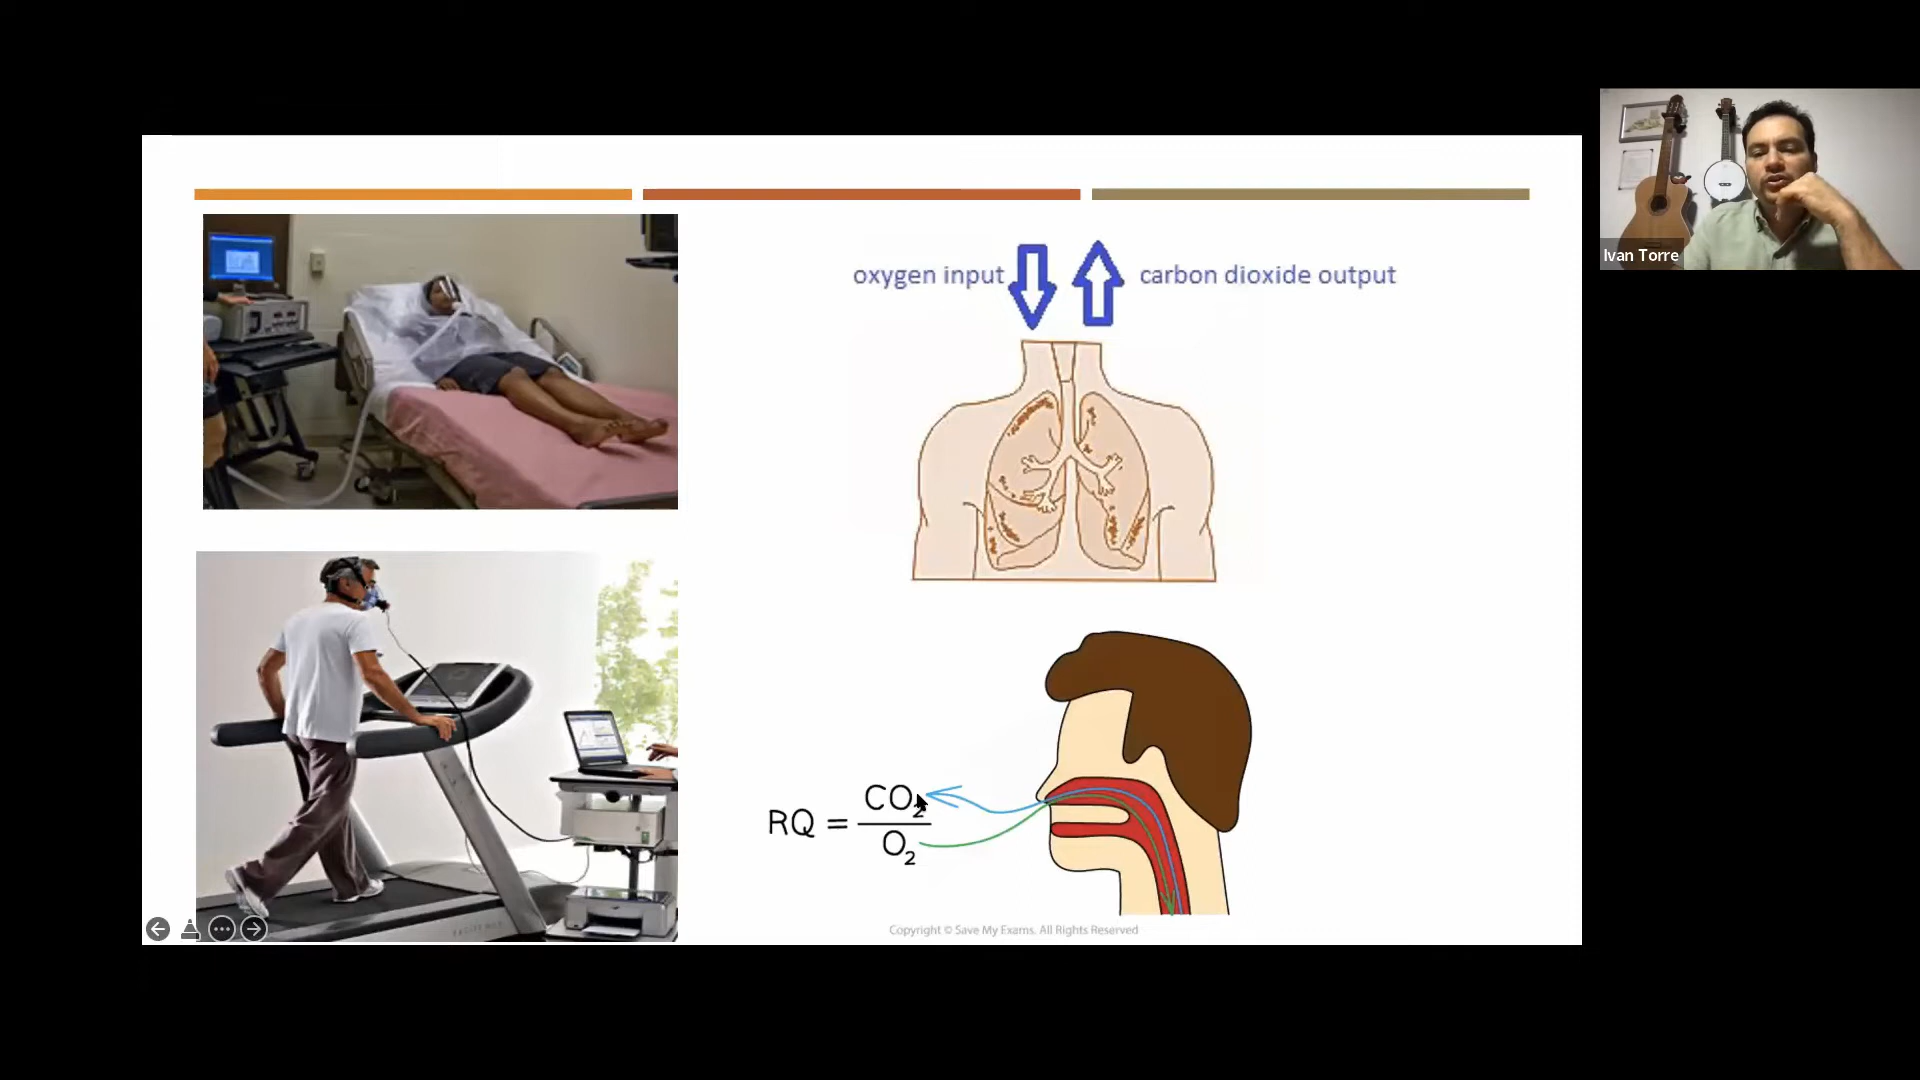 oxygen input
carbon dioxide output
RQ = CO₂ / O₂
Copyright © Save My Exams. All Rights Reserved
Ivan Torre